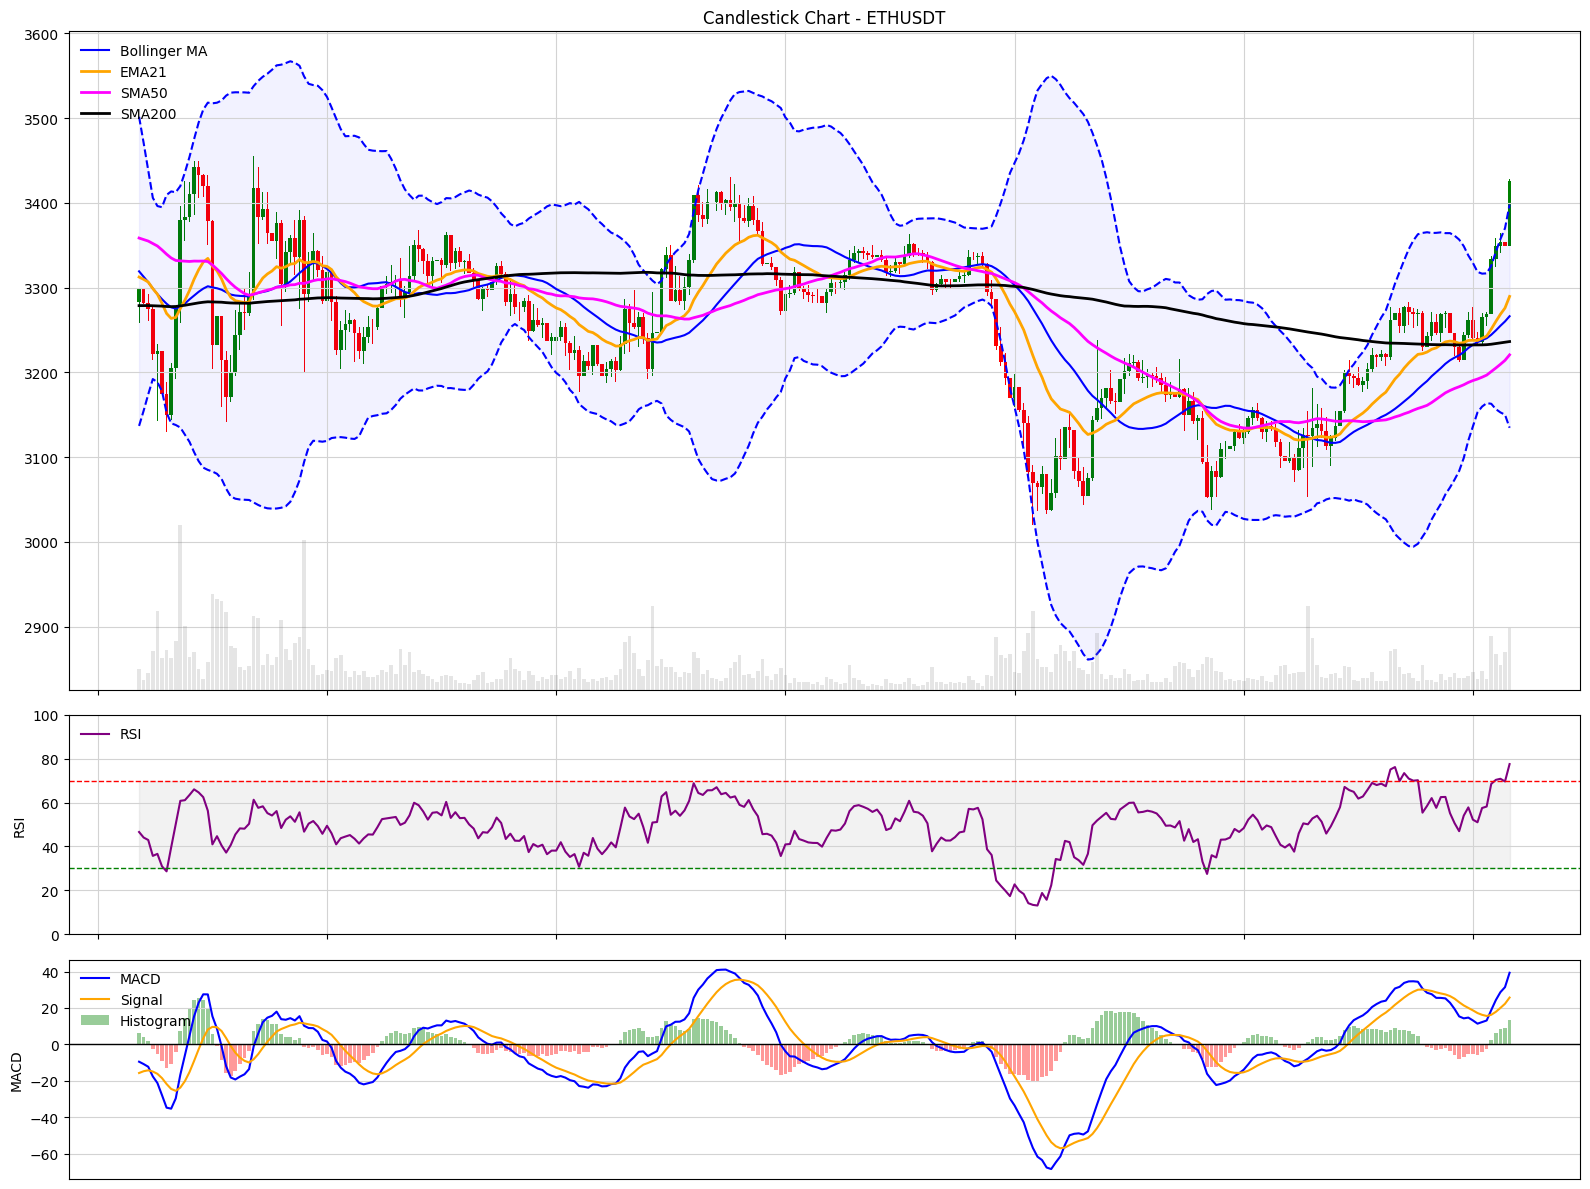 Candlestick Chart - ETHUSDT
Bollinger MA
EMA21
SMA50
SMA200
3600
3500
3400
3300
3200
3100
3000
2900
RSI
100
80
60
40
20
0
RSI
MACD
Signal
Histogram
40
20
0
−20
−40
−60
MACD